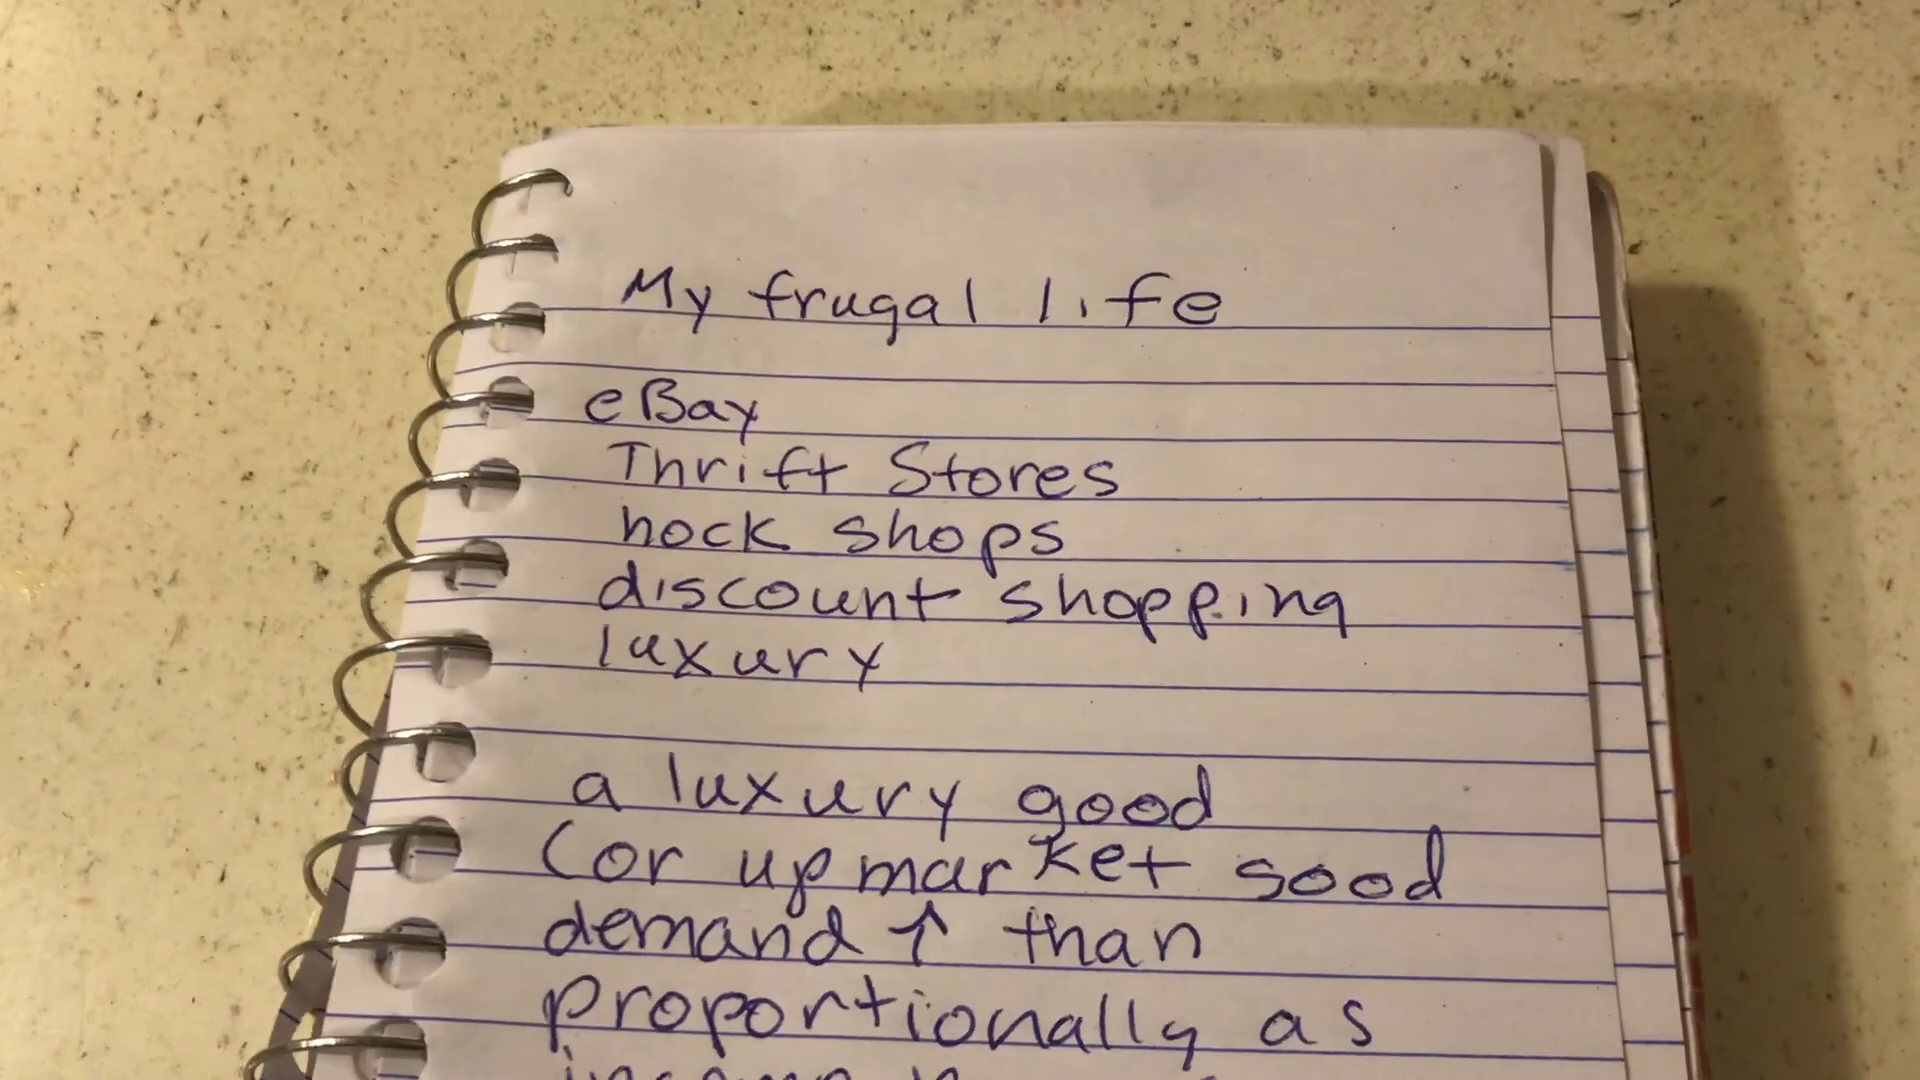 My frugal life
eBay
Thrift Stores
hock shops
discount shopping
luxury
a luxury good
(or upmarket good
demand ↑ than
proportionally as